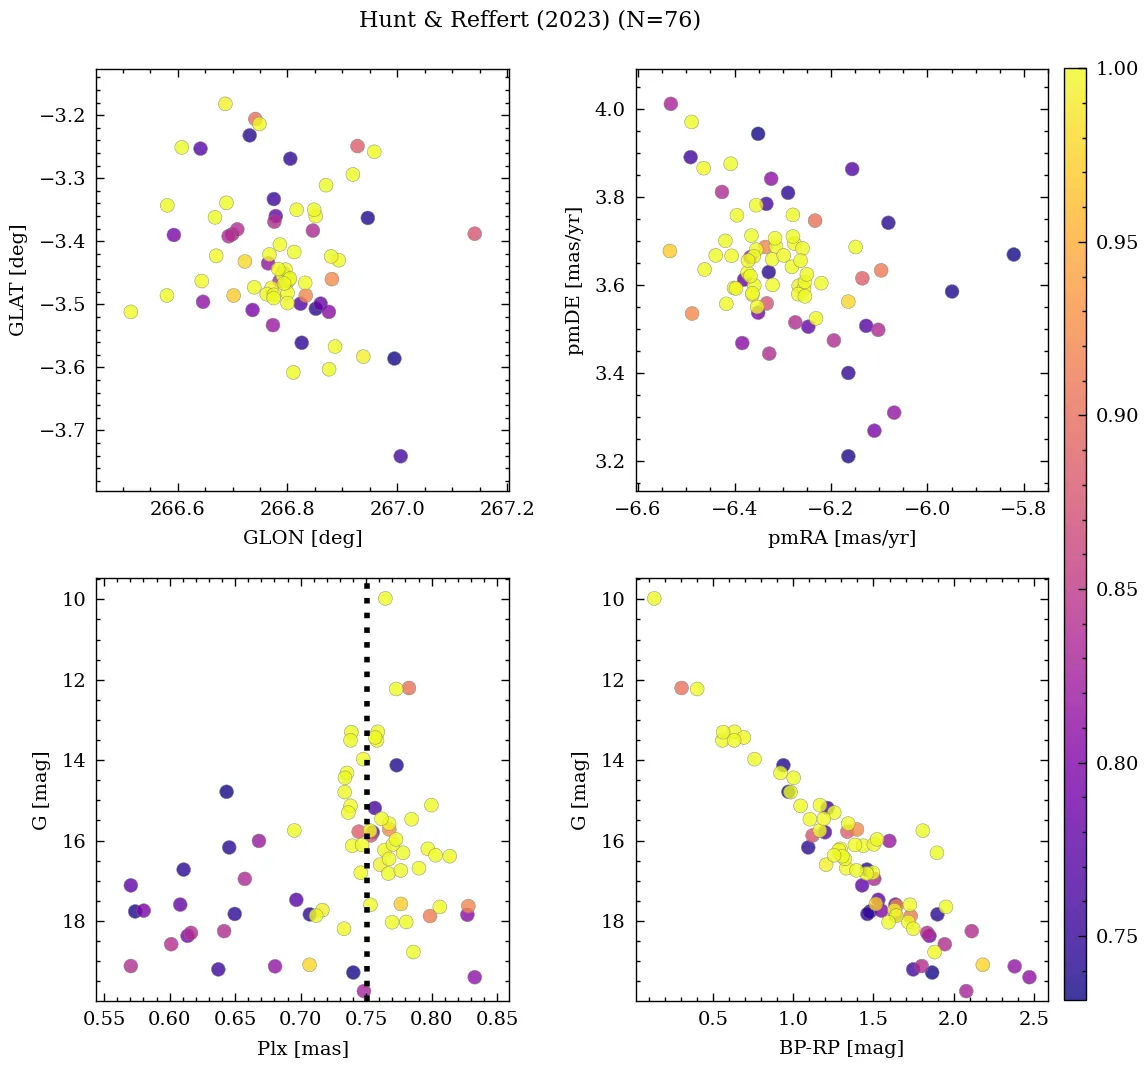 Hunt & Reffert (2023) (N=76)
−3.2
−3.3
−3.4
−3.5
−3.6
−3.7
GLAT [deg]
266.6 266.8 267.0 267.2
GLON [deg]
4.0
3.8
3.6
3.4
3.2
pmDE [mas/yr]
−6.6 −6.4 −6.2 −6.0 −5.8
pmRA [mas/yr]
10
12
14
16
18
G [mag]
0.55 0.60 0.65 0.70 0.75 0.80 0.85
Plx [mas]
10
12
14
16
18
G [mag]
0.5 1.0 1.5 2.0 2.5
BP-RP [mag]
1.00
0.95
0.90
0.85
0.80
0.75